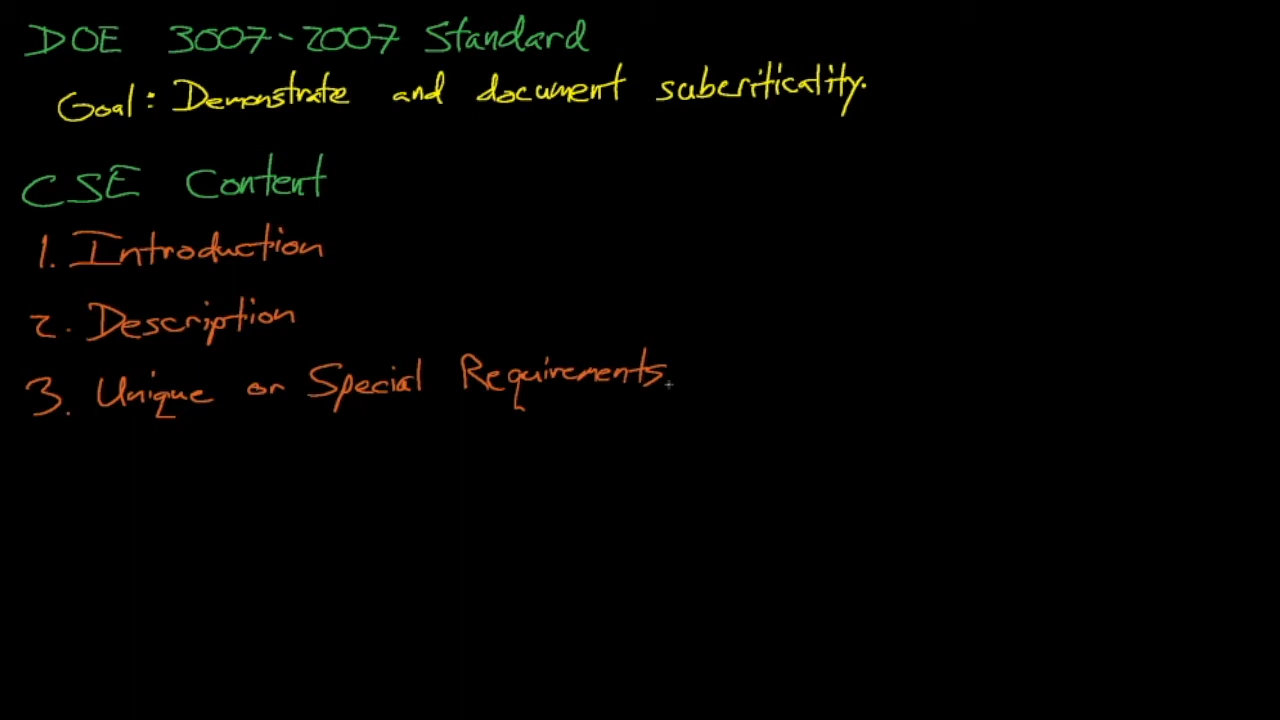 DOE 3007-2007 Standard
Goal: Demonstrate and document subcriticality.
CSE Content
1. Introduction
2. Description
3. Unique or Special Requirements